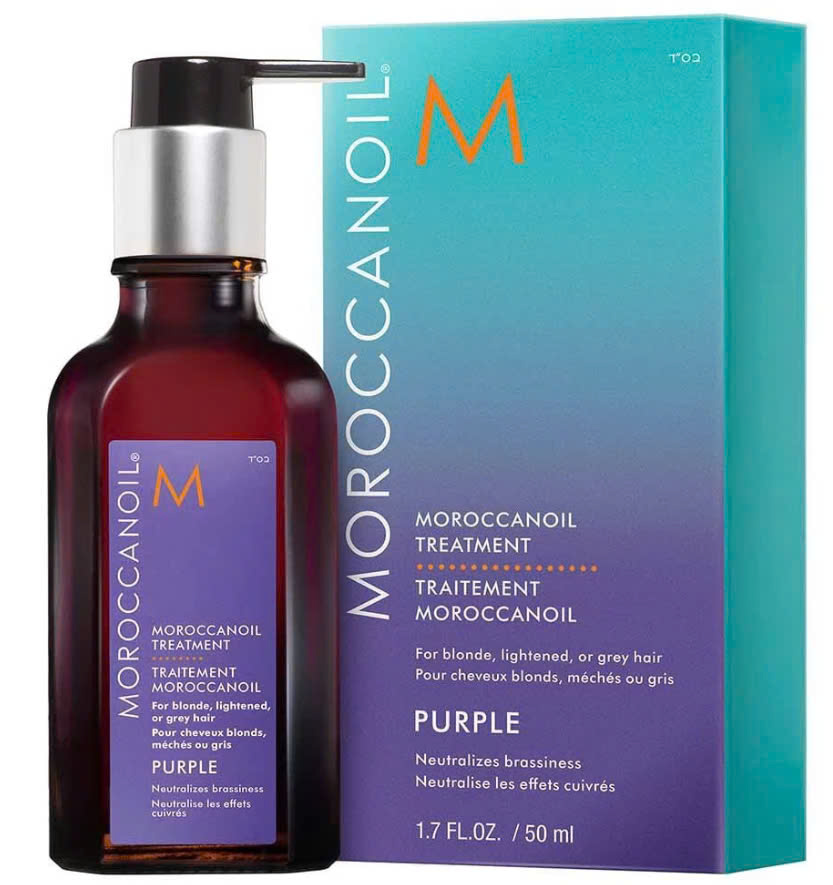 MOROCCANOIL®
M
בס"ד
MOROCCANOIL
TREATMENT
TRAITEMENT
MOROCCANOIL
For blonde, lightened,
or grey hair
Pour cheveux blonds,
méchés ou gris
PURPLE
Neutralizes brassiness
Neutralise les effets
cuivrés
MOROCCANOIL®
M
בס"ד
MOROCCANOIL
TREATMENT
TRAITEMENT
MOROCCANOIL
For blonde, lightened, or grey hair
Pour cheveux blonds, méchés ou gris
PURPLE
Neutralizes brassiness
Neutralise les effets cuivrés
1.7 FL.OZ. / 50 ml